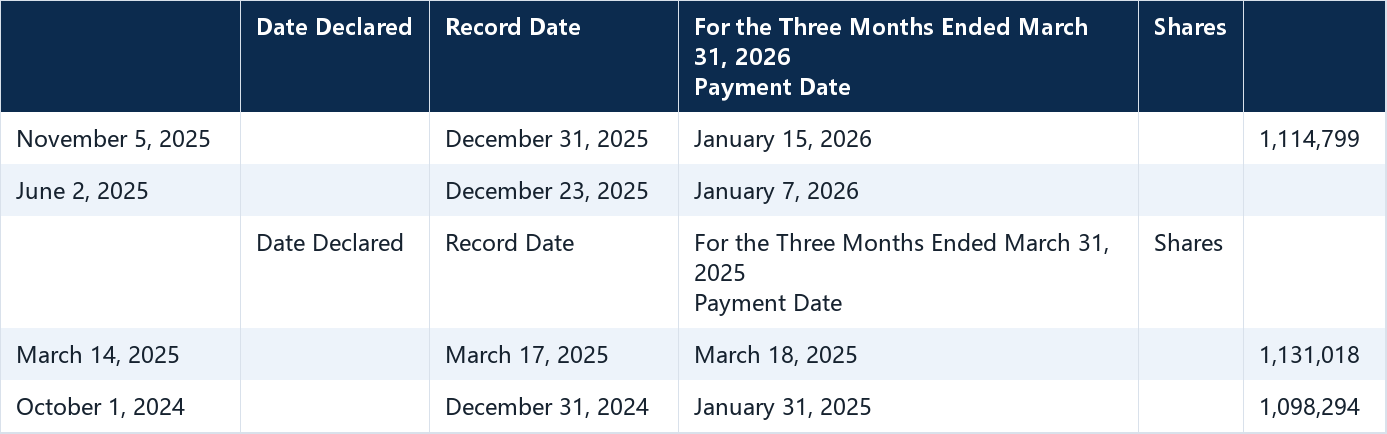 Date Declared Record Date For the Three Months Ended March Shares
31, 2026
Payment Date
November 5, 2025 December 31, 2025 January 15, 2026 1,114,799
June 2, 2025 December 23, 2025 January 7, 2026
Date Declared Record Date For the Three Months Ended March 31, Shares
2025
Payment Date
March 14, 2025 March 17, 2025 March 18, 2025 1,131,018
October 1, 2024 December 31, 2024 January 31, 2025 1,098,294